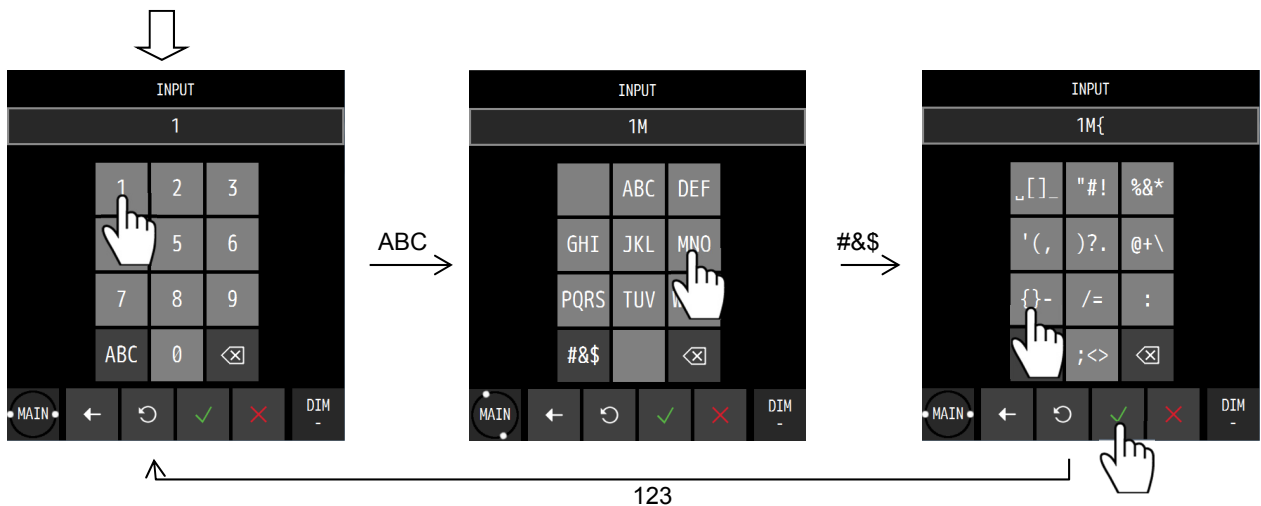 INPUT
1
1 2 3
5 6
7 8 9
ABC 0
MAIN
DIM
-
ABC
INPUT
1M
ABC DEF
GHI JKL MNO
PQRS TUV
#&$
MAIN
DIM
-
#&$
INPUT
1M{
␣[]_ "#! %&*
'(, )?. @+\
{}- /= :
;<>
MAIN
DIM
-
123